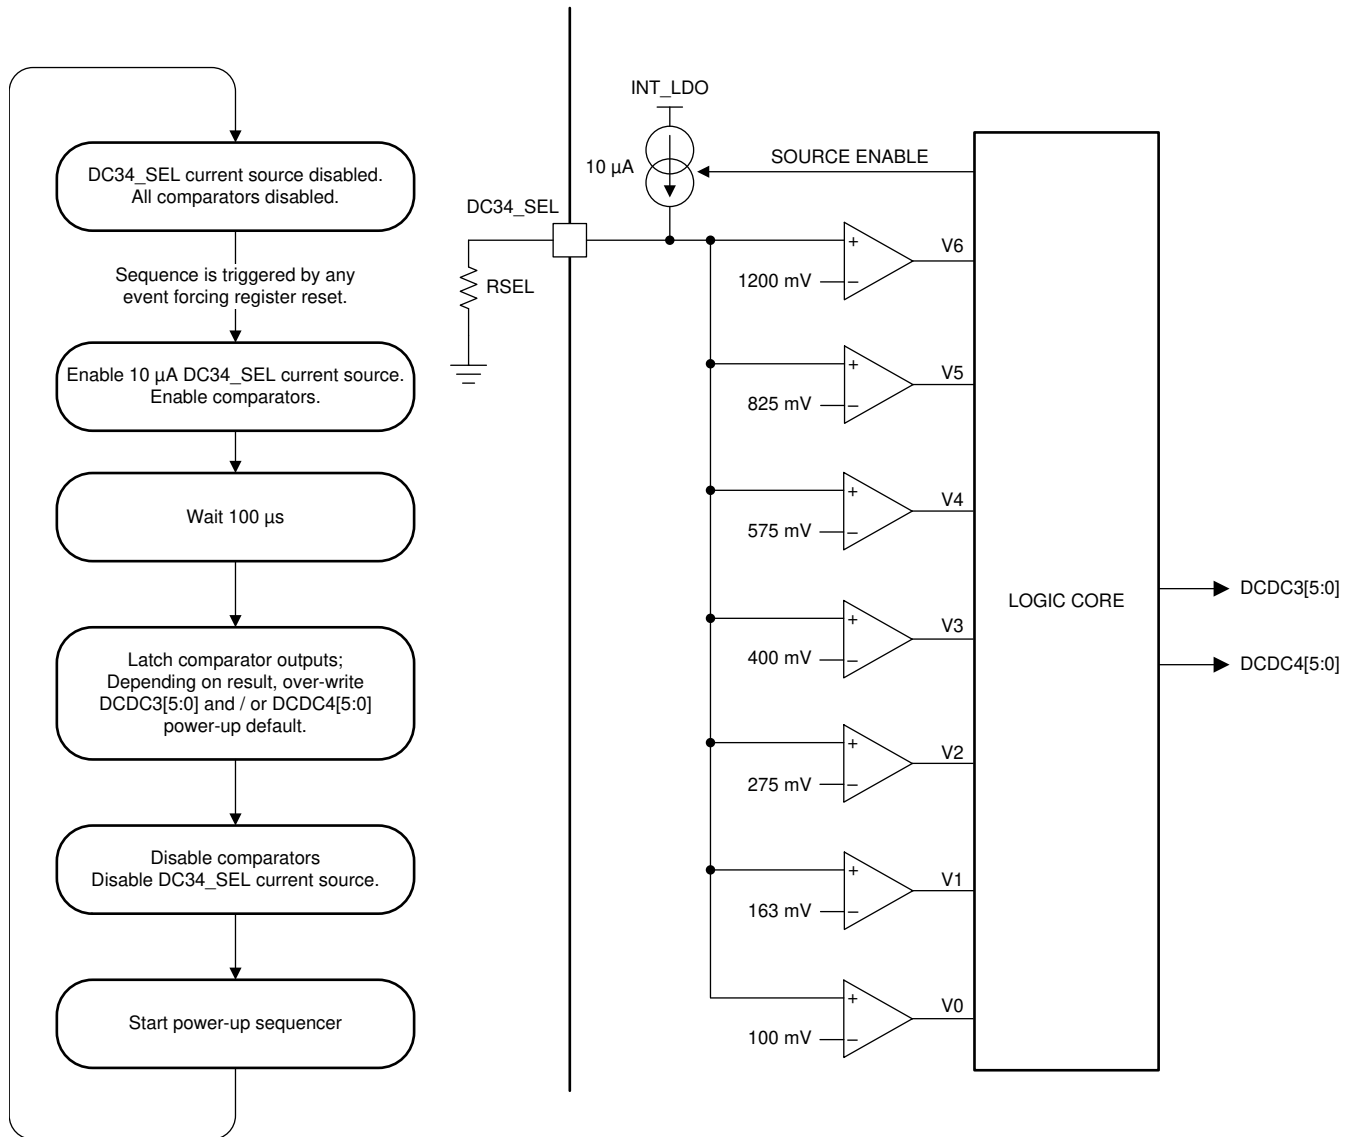 DC34_SEL current source disabled.
All comparators disabled.
Sequence is triggered by any
event forcing register reset.
Enable 10 µA DC34_SEL current source.
Enable comparators.
Wait 100 µs
Latch comparator outputs;
Depending on result, over-write
DCDC3[5:0] and / or DCDC4[5:0]
power-up default.
Disable comparators
Disable DC34_SEL current source.
Start power-up sequencer
INT_LDO
10 µA
SOURCE ENABLE
DC34_SEL
RSEL
+
V6
1200 mV
–
+
V5
825 mV
–
+
V4
575 mV
–
+
V3
400 mV
–
+
V2
275 mV
–
+
V1
163 mV
–
+
V0
100 mV
–
LOGIC CORE
DCDC3[5:0]
DCDC4[5:0]